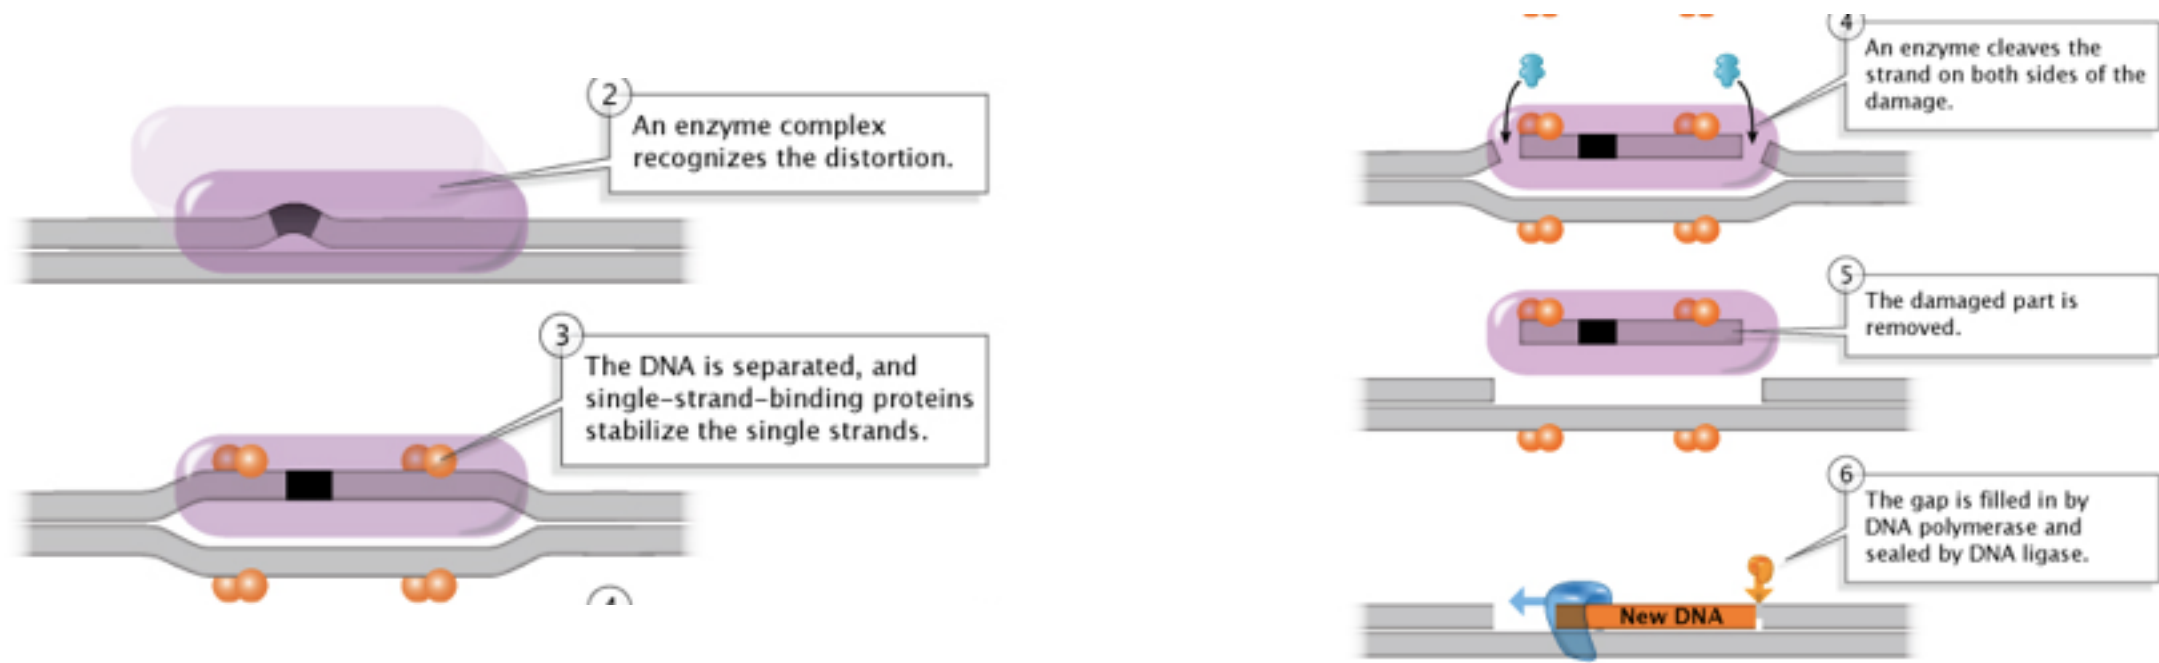 2
An enzyme complex
recognizes the distortion.
3
The DNA is separated, and
single-strand-binding proteins
stabilize the single strands.
4
4
An enzyme cleaves the
strand on both sides of the
damage.
5
The damaged part is
removed.
6
The gap is filled in by
DNA polymerase and
sealed by DNA ligase.
New DNA